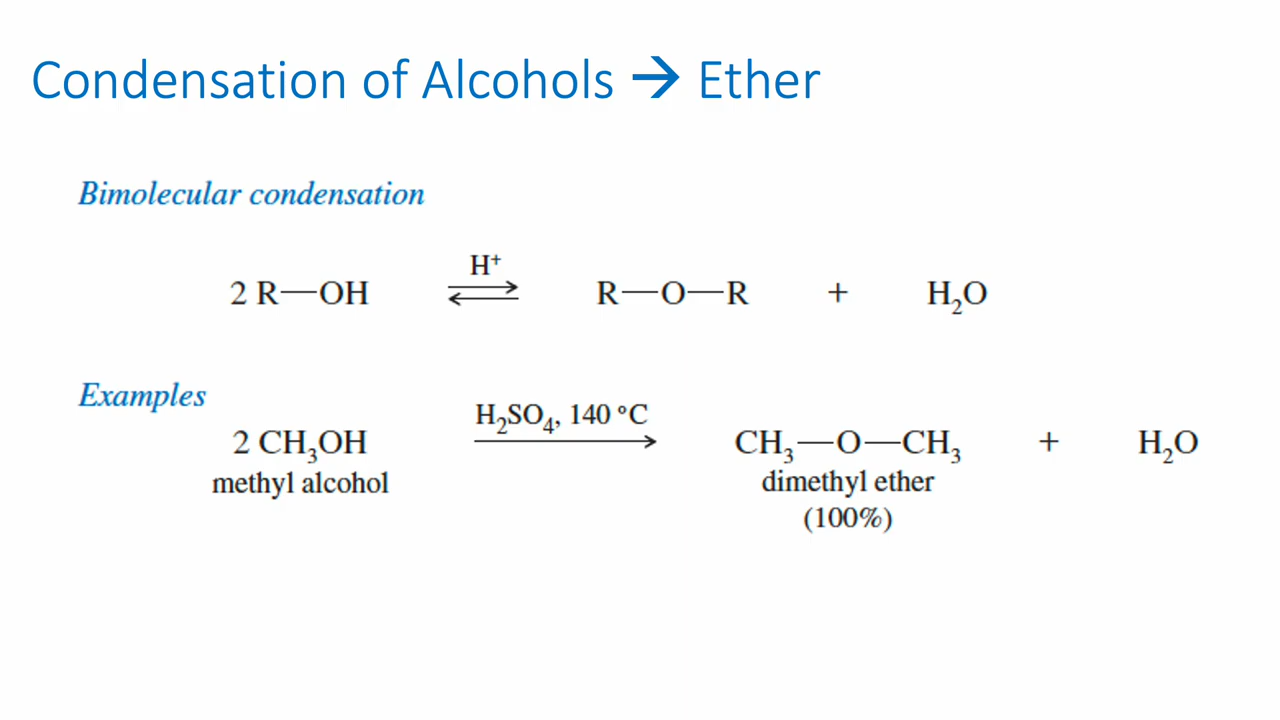 Condensation of Alcohols → Ether
Bimolecular condensation
2 R—OH ⇌ H⁺ R—O—R + H₂O
Examples
2 CH₃OH H₂SO₄, 140 °C → CH₃—O—CH₃ + H₂O
methyl alcohol dimethyl ether
(100%)